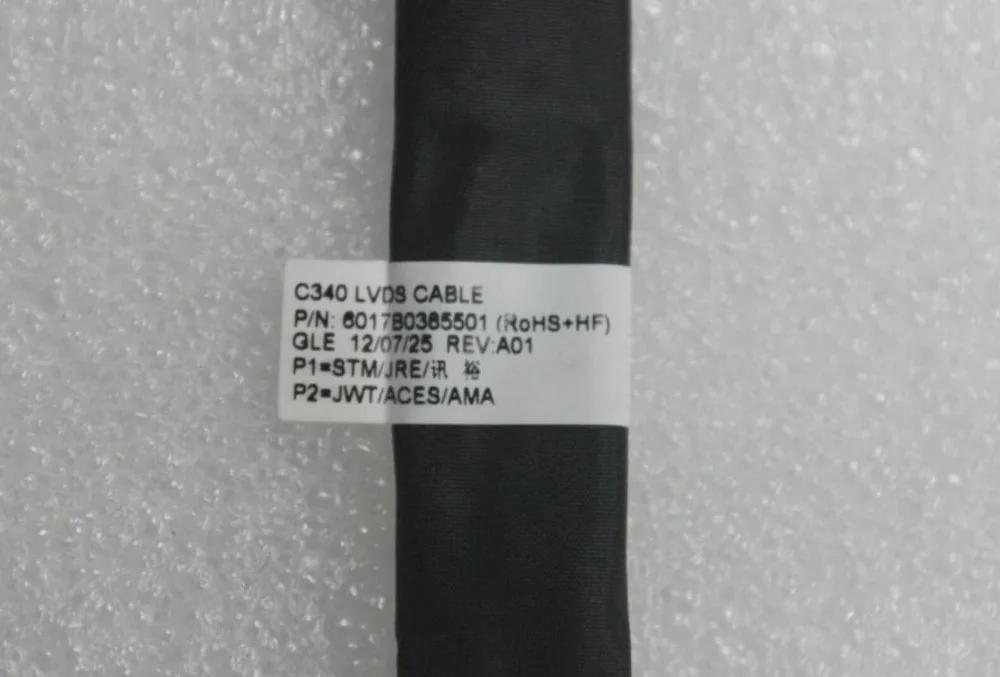 C340 LVDS CABLE
P/N: 6017B0365501 (RoHS+HF)
GLE 12/07/25 REV:A01
P1=STM/JRE/讯 裕
P2=JWT/ACES/AMA